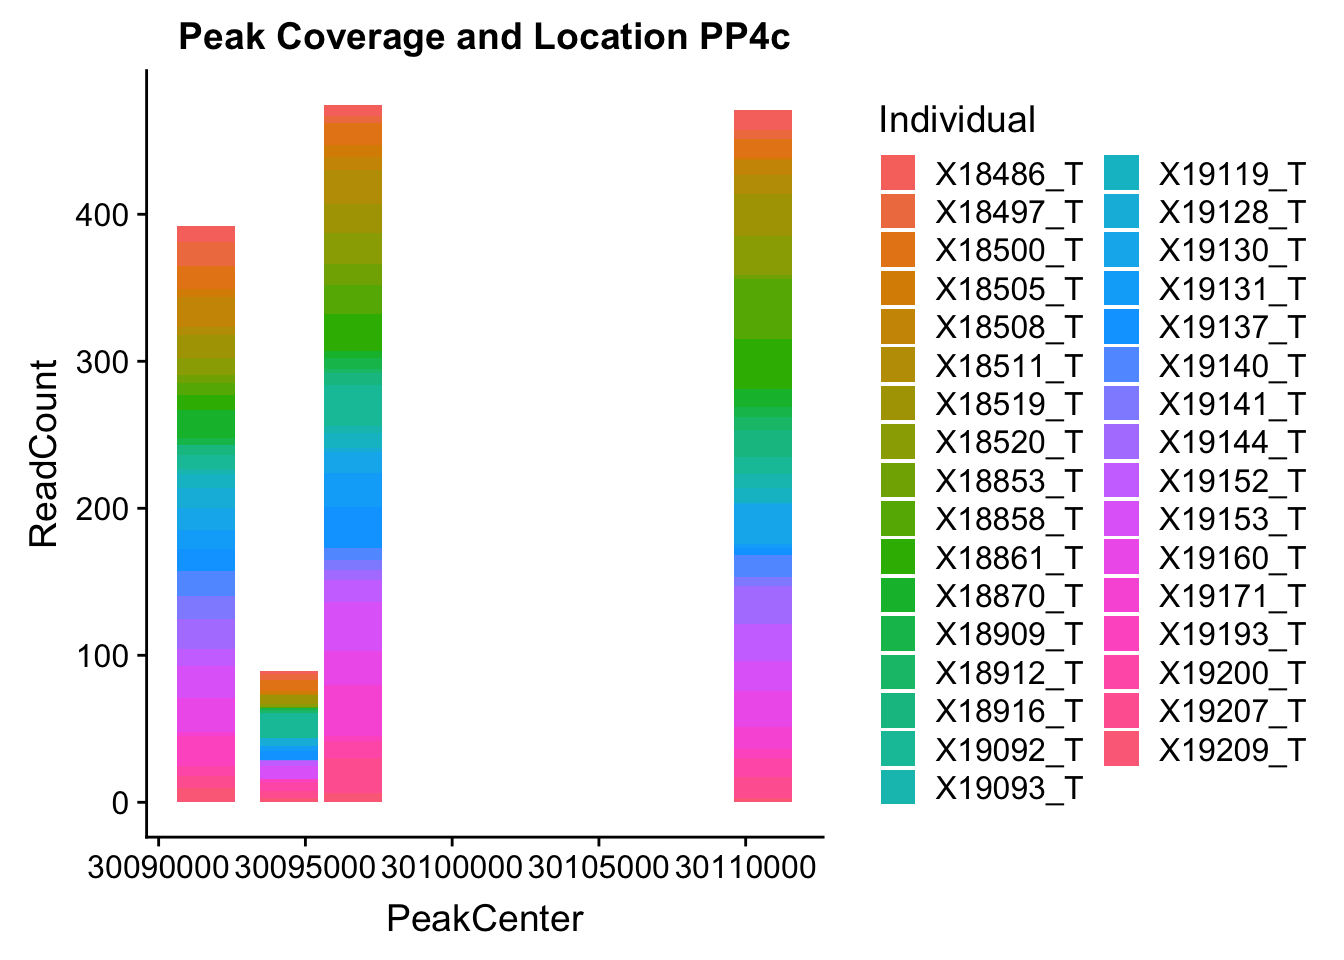 Peak Coverage and Location PP4c
ReadCount
400
300
200
100
0
30090000 30095000 30100000 30105000 30110000
PeakCenter
Individual
X18486_T
X18497_T
X18500_T
X18505_T
X18508_T
X18511_T
X18519_T
X18520_T
X18853_T
X18858_T
X18861_T
X18870_T
X18909_T
X18912_T
X18916_T
X19092_T
X19093_T
X19119_T
X19128_T
X19130_T
X19131_T
X19137_T
X19140_T
X19141_T
X19144_T
X19152_T
X19153_T
X19160_T
X19171_T
X19193_T
X19200_T
X19207_T
X19209_T